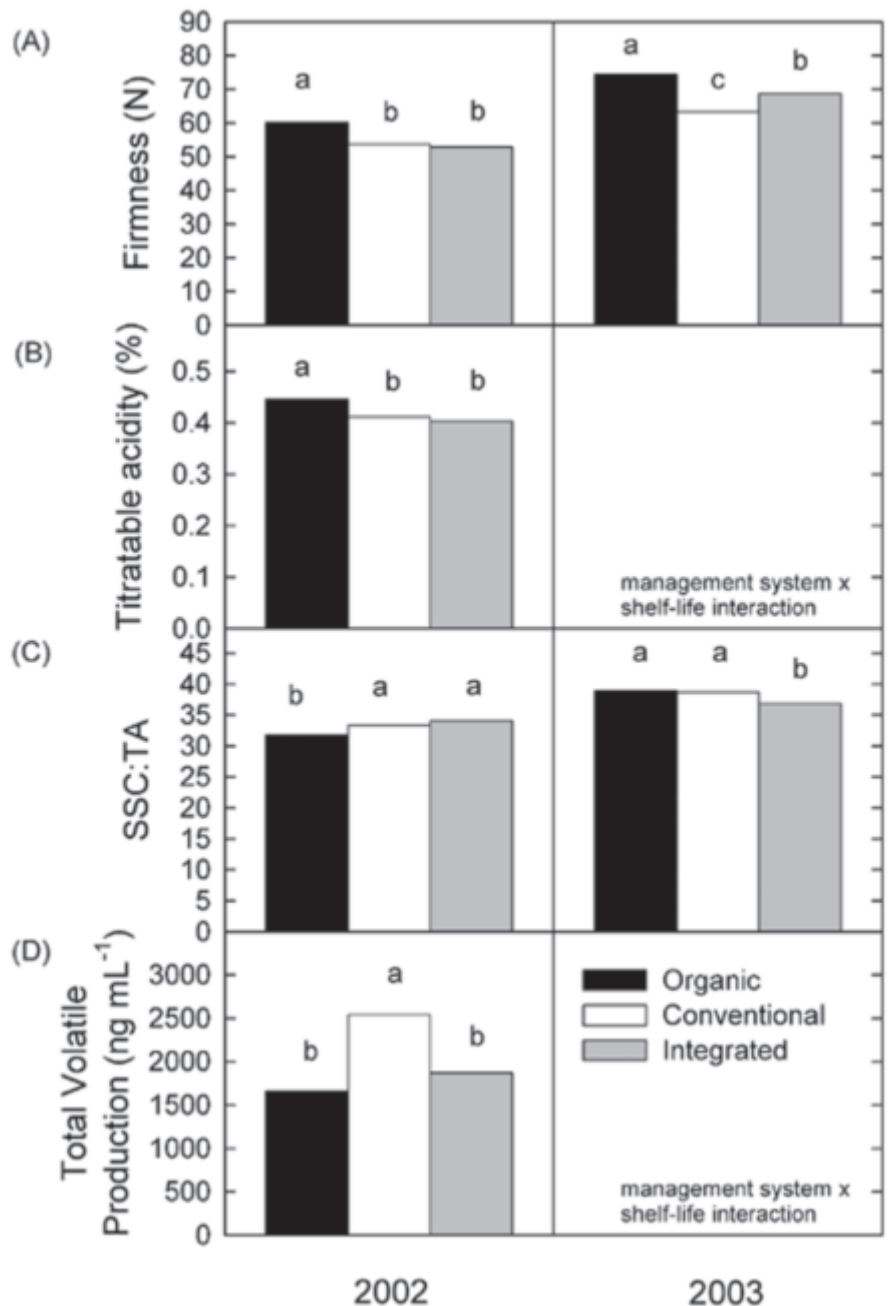 (A)
Firmness (N)
90
80
70
60
50
40
30
20
10
0
a
b
b
a
c
b
(B)
Titratable acidity (%)
0.5
0.4
0.3
0.2
0.1
0.0
a
b
b
management system x
shelf-life interaction
(C)
SSC:TA
45
40
35
30
25
20
15
10
5
0
b
a
a
a
a
b
(D)
Total Volatile
Production (ng mL⁻¹)
3000
2500
2000
1500
1000
500
0
b
a
b
Organic
Conventional
Integrated
management system x
shelf-life interaction
2002
2003